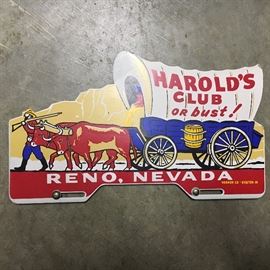 HAROLD'S
CLUB
OR bust!
RENO, NEVADA